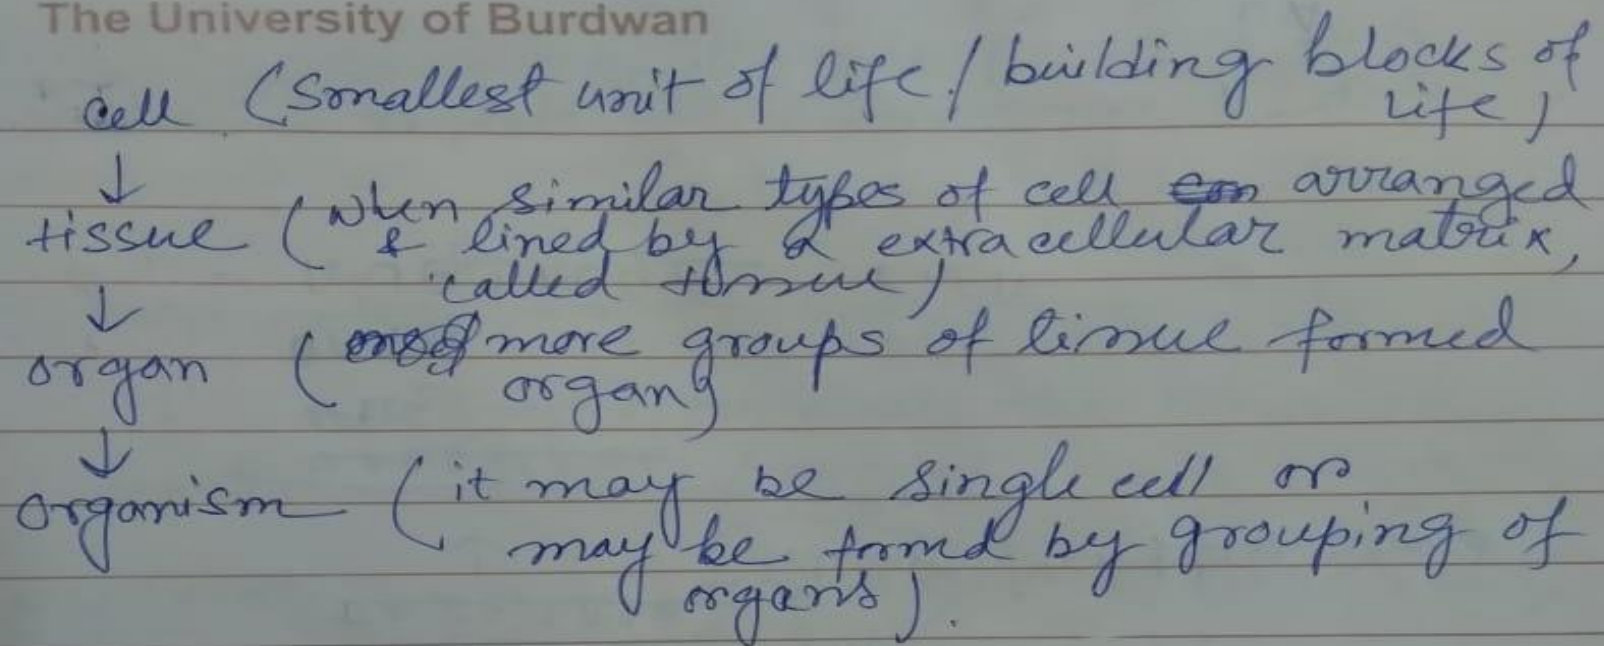 The University of Burdwan
cell (smallest unit of life / building blocks of
life)
↓
tissue (when similar types of cell arranged
& lined by a extracellular matrix,
called tissue)
↓
organ ( more groups of tissue formed
organ)
↓
organism (it may be single cell or
may be formd by grouping of
organs).